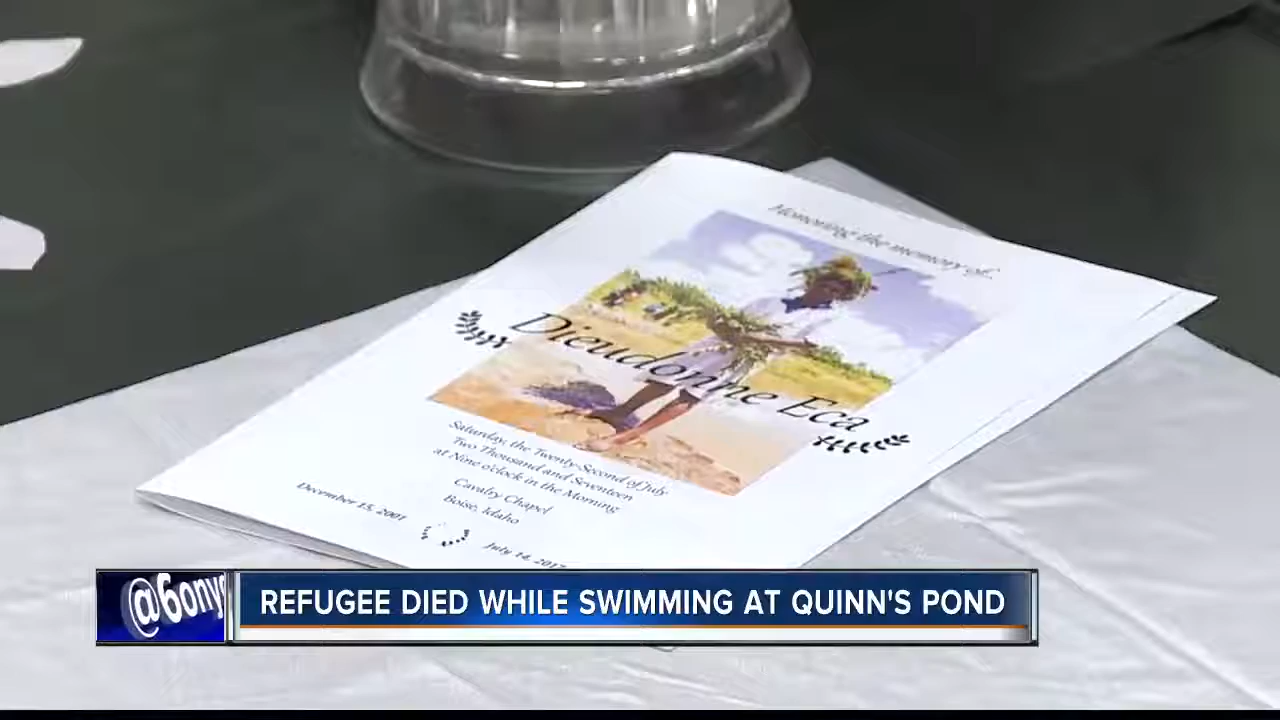 Honoring the memory of...
Dieudonne Eca
Saturday, the Twenty-Second of July
Two Thousand and Seventeen
at Nine o'clock in the Morning
Cavalry Chapel
Boise, Idaho
December 15, 2001
July 14, 2017
@6ony
REFUGEE DIED WHILE SWIMMING AT QUINN'S POND